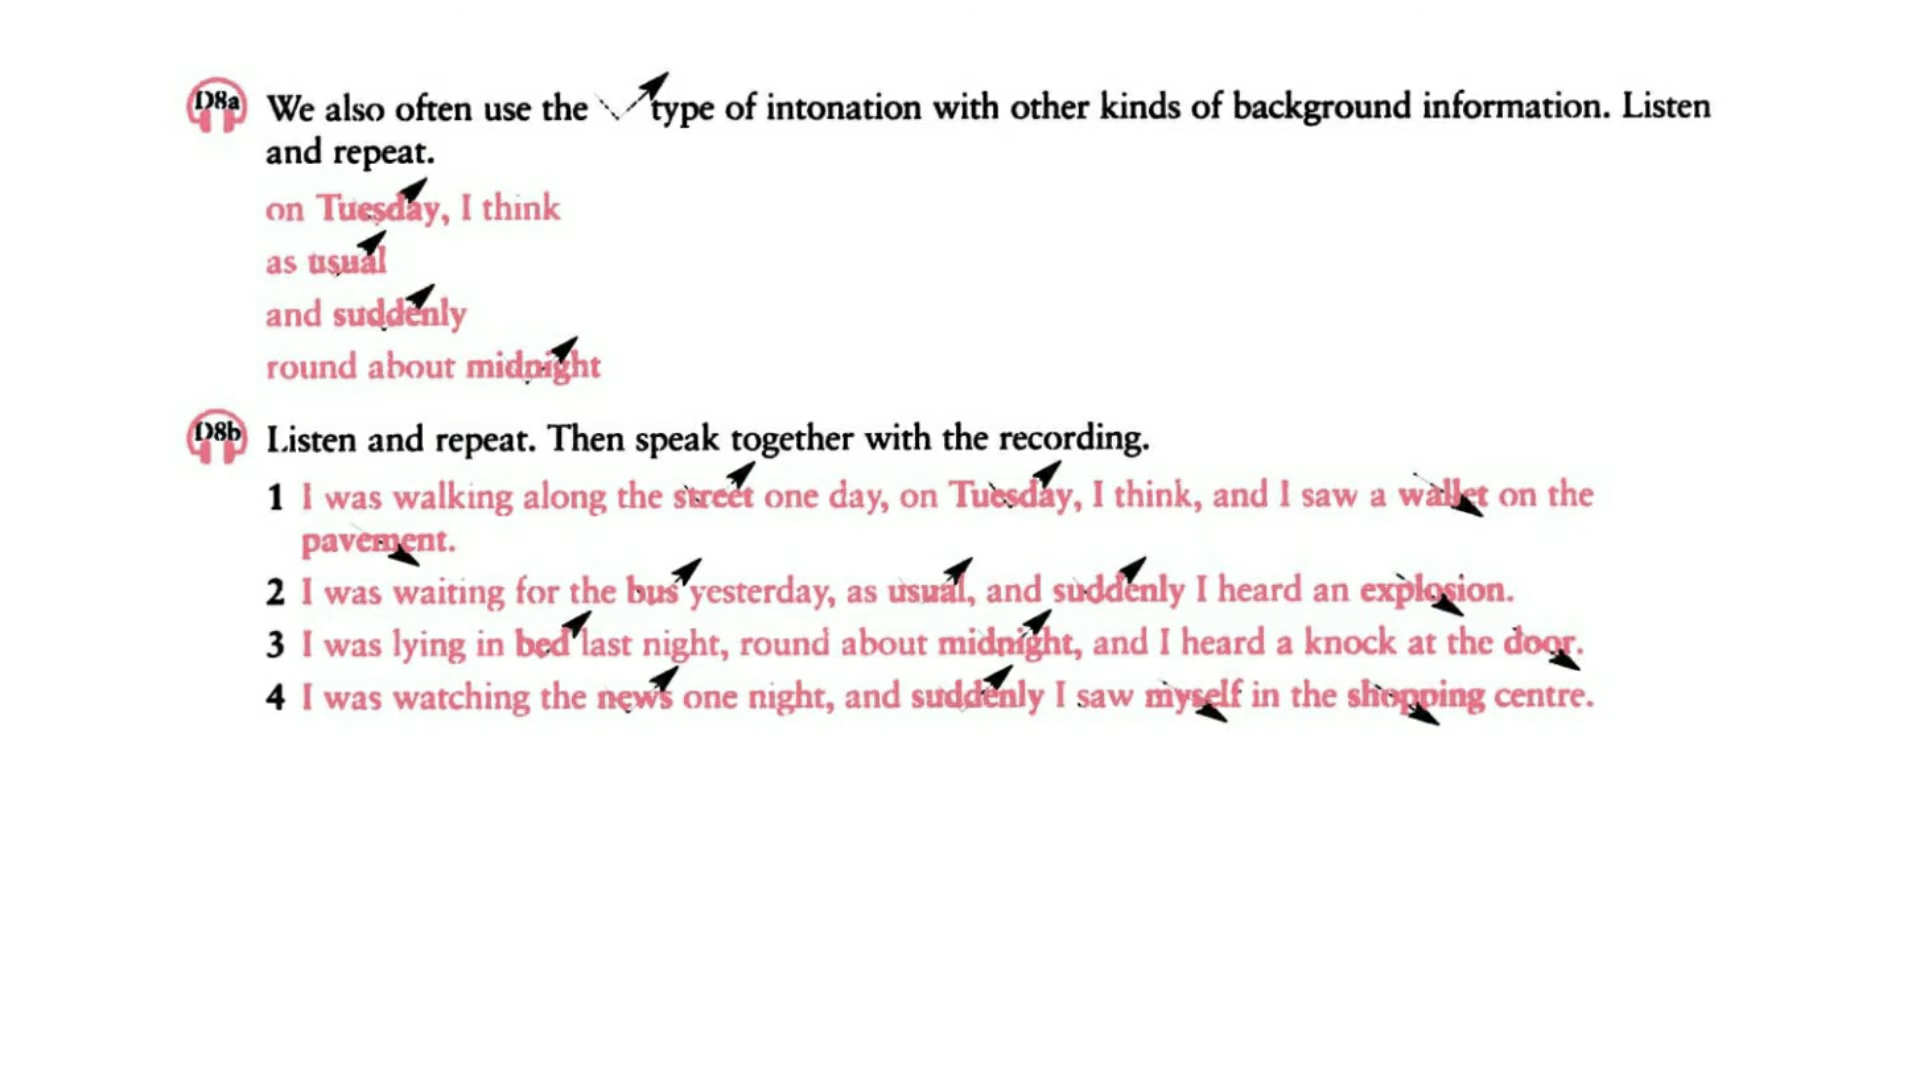 D8a We also often use the type of intonation with other kinds of background information. Listen
and repeat.
on Tuesday, I think
as usual
and suddenly
round about midnight
D8b Listen and repeat. Then speak together with the recording.
1 I was walking along the street one day, on Tuesday, I think, and I saw a wallet on the
pavement.
2 I was waiting for the bus yesterday, as usual, and suddenly I heard an explosion.
3 I was lying in bed last night, round about midnight, and I heard a knock at the door.
4 I was watching the news one night, and suddenly I saw myself in the shopping centre.